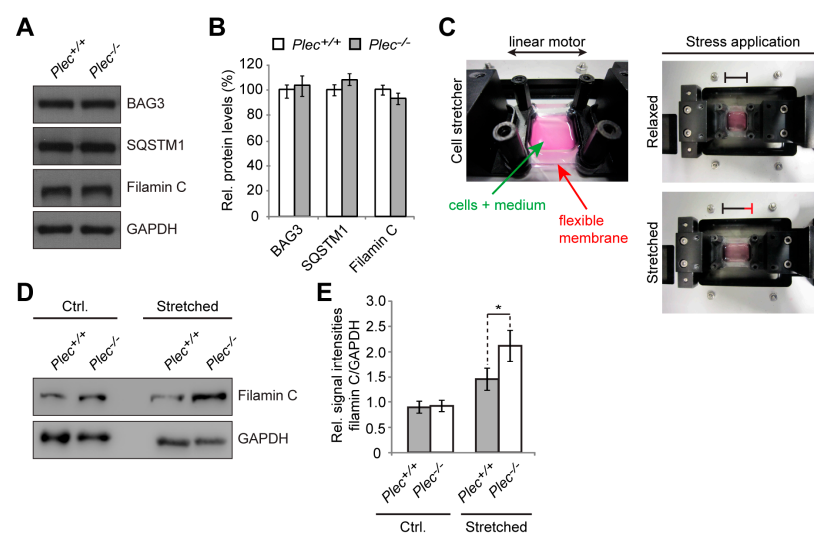 A
Plec+/+
Plec-/-
BAG3
SQSTM1
Filamin C
GAPDH
B
Plec+/+ Plec-/-
Rel. protein levels (%)
120
100
80
60
40
20
0
BAG3
SQSTM1
Filamin C
C
linear motor
Cell stretcher
cells + medium
flexible
membrane
Stress application
Relaxed
Stretched
D
Ctrl. Stretched
Plec+/+
Plec-/-
Plec+/+
Plec-/-
Filamin C
GAPDH
E
Rel. signal intensities
filamin C/GAPDH
3.0
2.5
2.0
1.5
1.0
0.5
0
*
Plec+/+
Plec-/-
Plec+/+
Plec-/-
Ctrl. Stretched